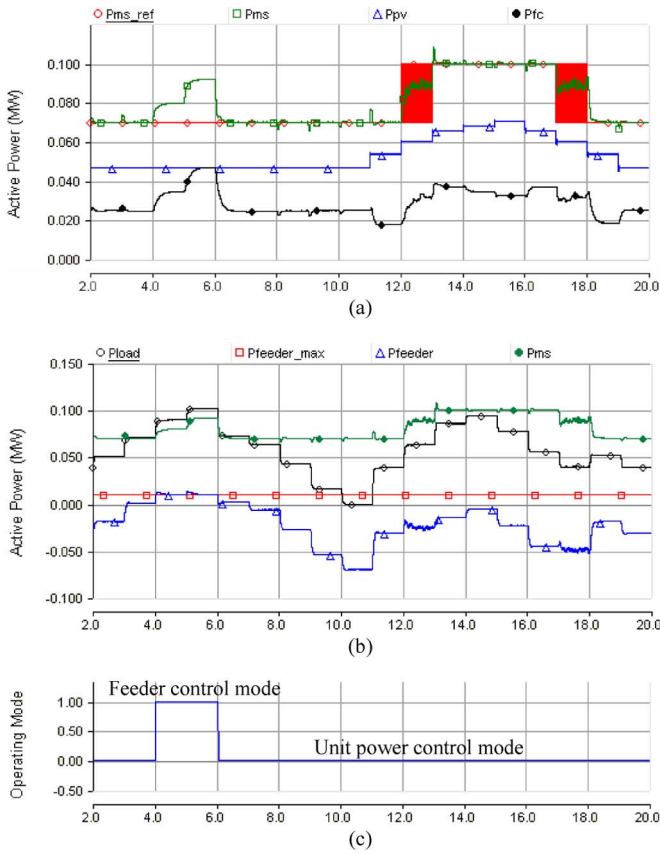 Pms_ref Pms Ppv Pfc
Active Power (MW)
0.100
0.080
0.060
0.040
0.020
0.000
2.0 4.0 6.0 8.0 10.0 12.0 14.0 16.0 18.0 20.0
(a)
Pload Pfeeder_max Pfeeder Pms
Active Power (MW)
0.150
0.100
0.050
0.000
-0.050
-0.100
2.0 4.0 6.0 8.0 10.0 12.0 14.0 16.0 18.0 20.0
(b)
Operating Mode
Feeder control mode
1.00
0.50
Unit power control mode
0.00
-0.50
2.0 4.0 6.0 8.0 10.0 12.0 14.0 16.0 18.0 20.0
(c)